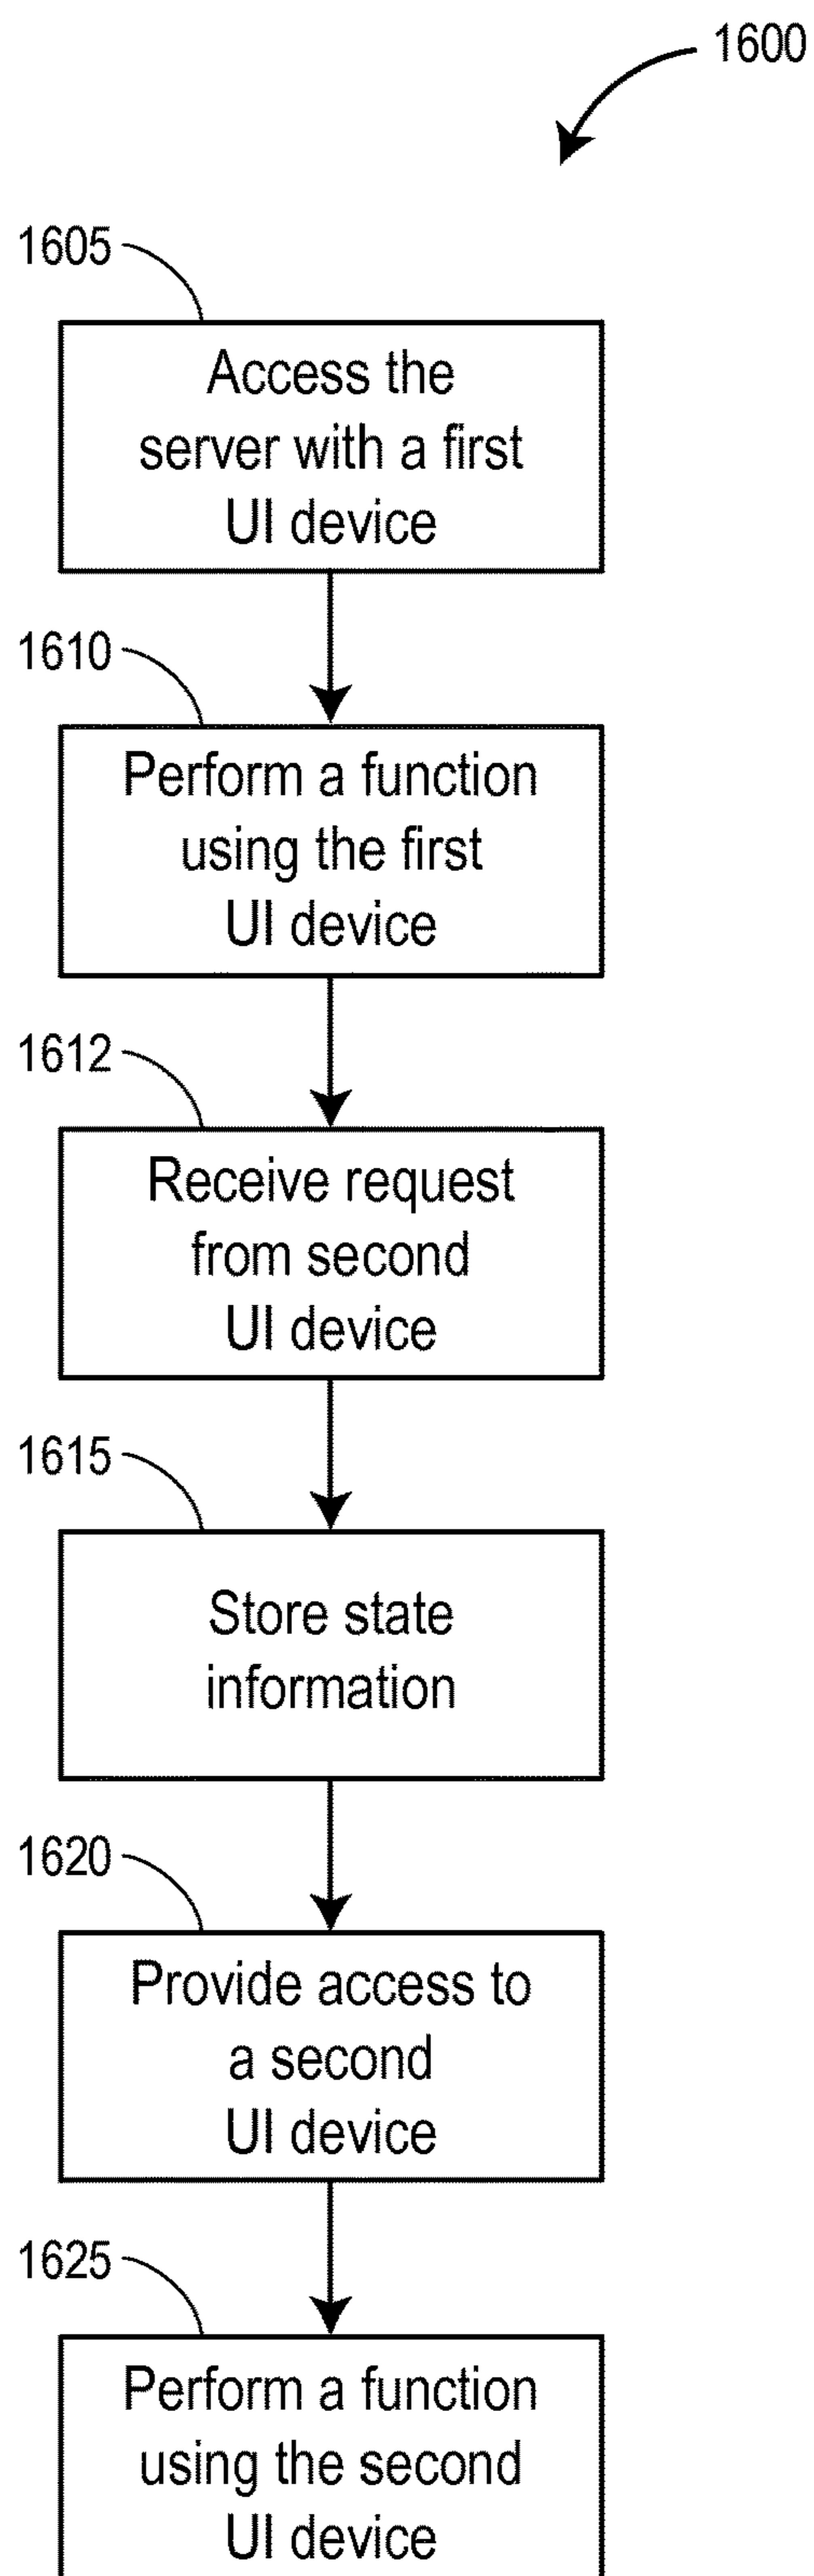 1600
1605
Access the
server with a first
UI device
1610
Perform a function
using the first
UI device
1612
Receive request
from second
UI device
1615
Store state
information
1620
Provide access to
a second
UI device
1625
Perform a function
using the second
UI device